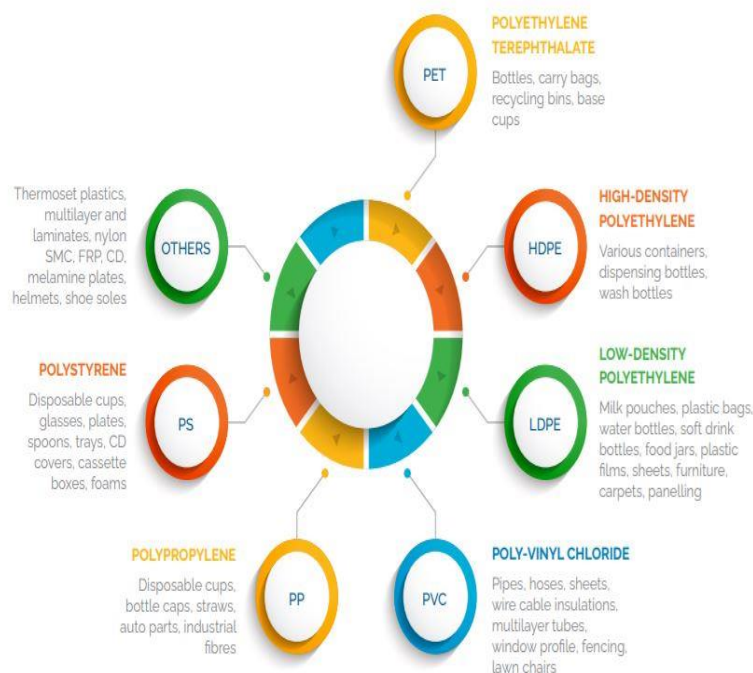 PET
POLYETHYLENE
TEREPHTHALATE
Bottles, carry bags,
recycling bins, base
cups
HDPE
HIGH-DENSITY
POLYETHYLENE
Various containers,
dispensing bottles,
wash bottles
LDPE
LOW-DENSITY
POLYETHYLENE
Milk pouches, plastic bags,
water bottles, soft drink
bottles, food jars, plastic
films, sheets, furniture,
carpets, panelling
PVC
POLY-VINYL CHLORIDE
Pipes, hoses, sheets,
wire cable insulations,
multilayer tubes,
window profile, fencing,
lawn chairs
PP
POLYPROPYLENE
Disposable cups,
bottle caps, straws,
auto parts, industrial
fibres
PS
POLYSTYRENE
Disposable cups,
glasses, plates,
spoons, trays, CD
covers, cassette
boxes, foams
OTHERS
Thermoset plastics,
multilayer and
laminates, nylon
SMC, FRP, CD,
melamine plates,
helmets, shoe soles